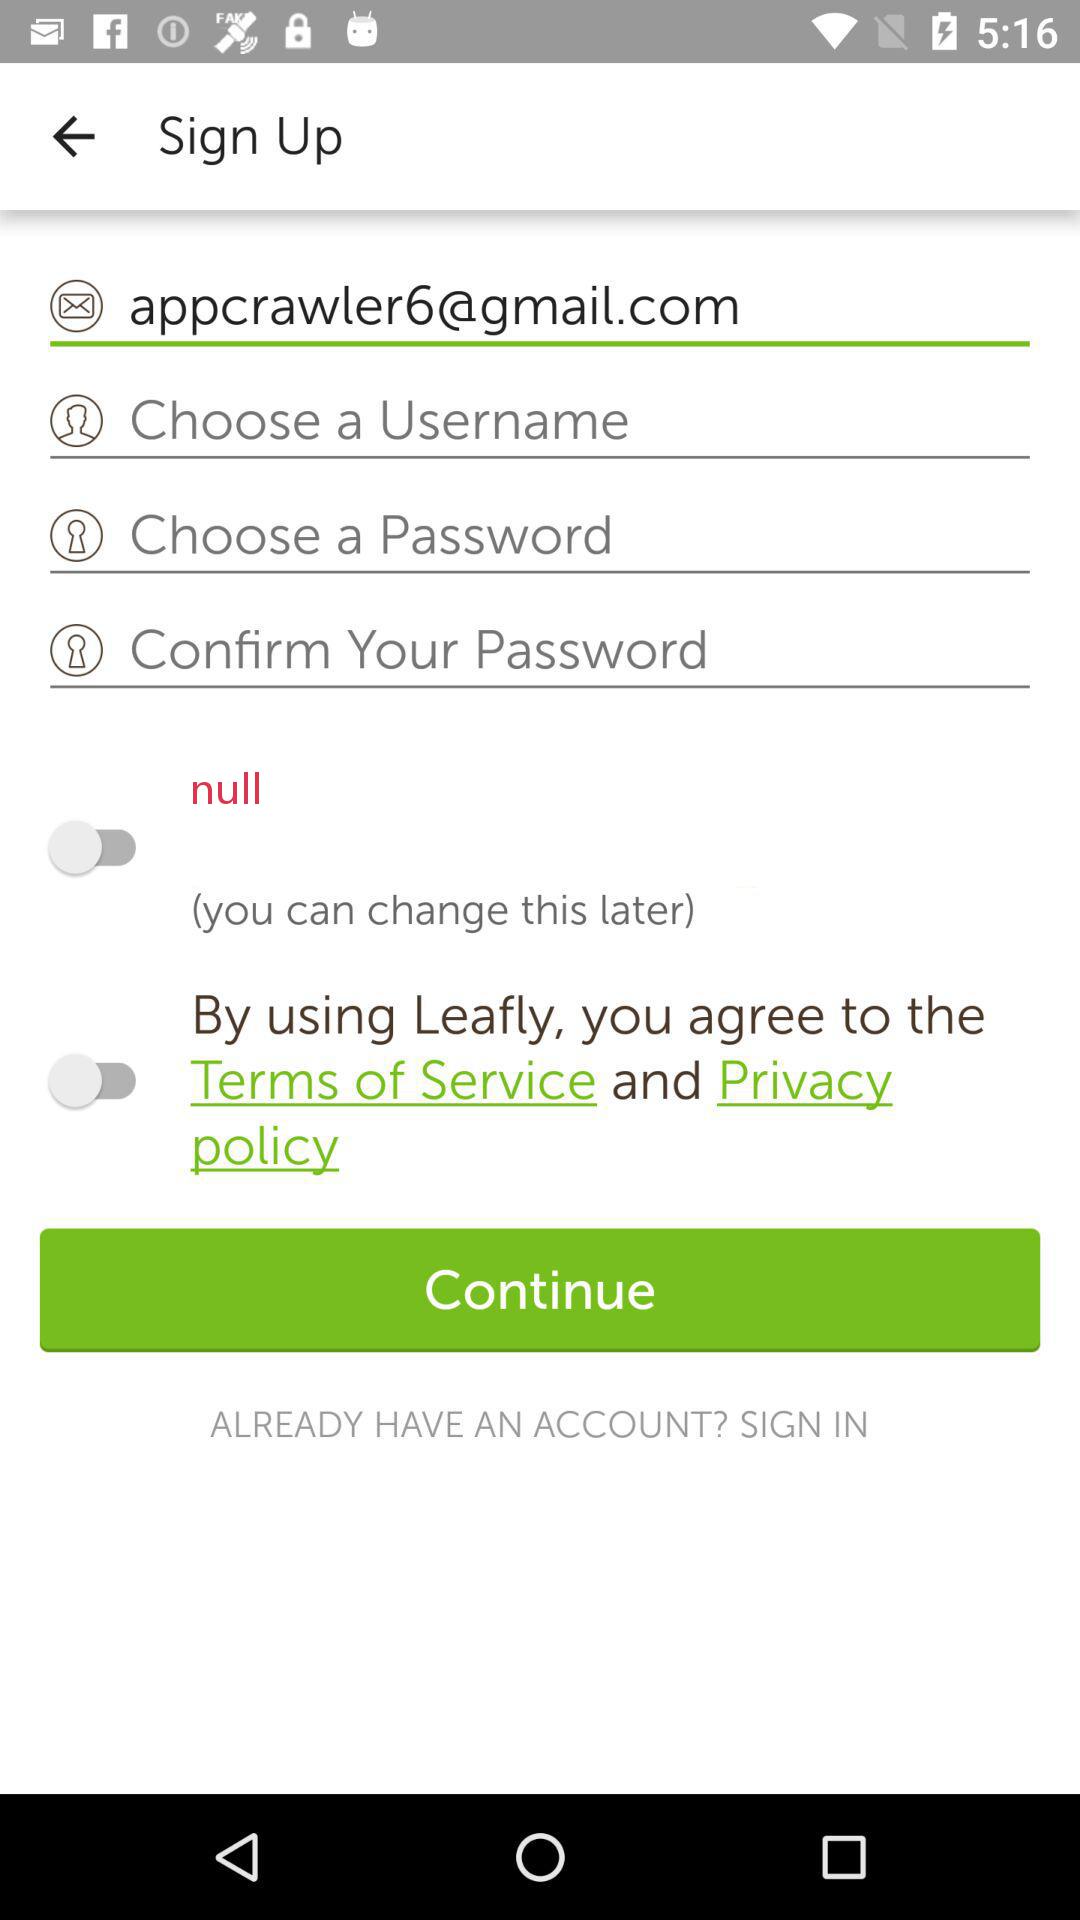 FAKE
5:16
Sign Up
appcrawler6@gmail.com
Choose a Username
Choose a Password
Confirm Your Password
null
(you can change this later)
By using Leafly, you agree to the
Terms of Service and Privacy
policy
Continue
ALREADY HAVE AN ACCOUNT? SIGN IN